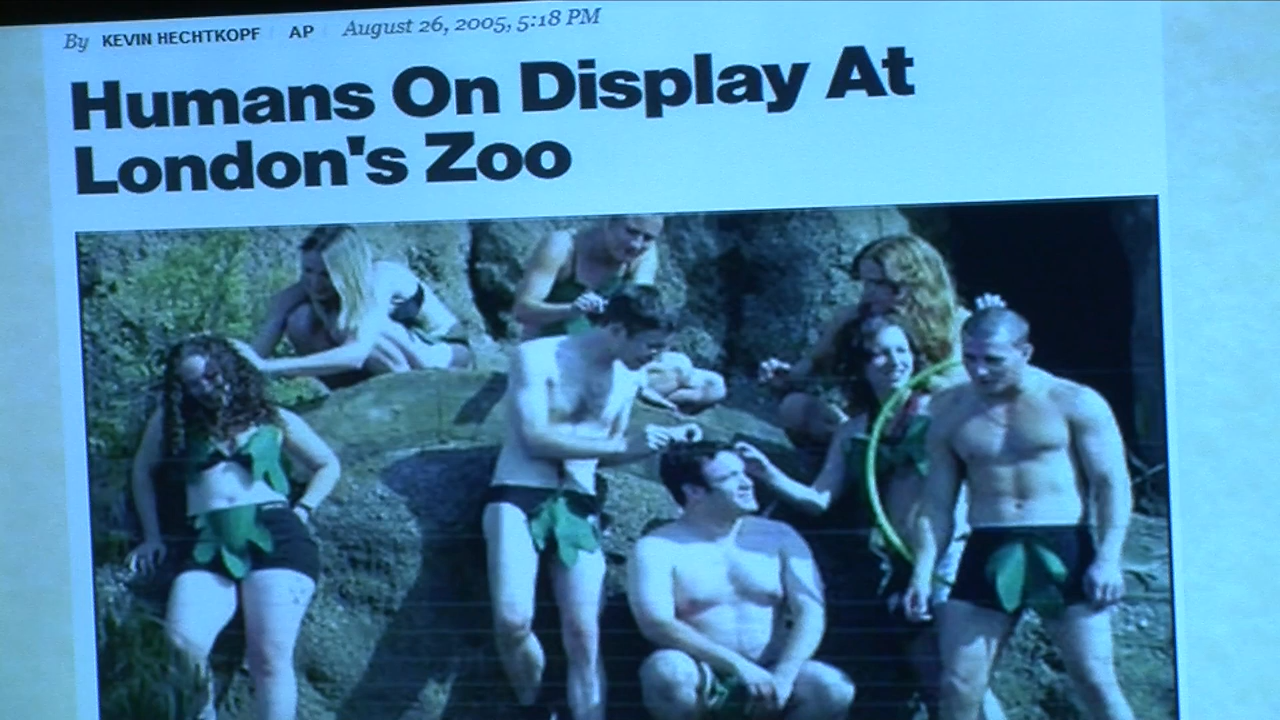 By KEVIN HECHTKOPF AP August 26, 2005, 5:18 PM
Humans On Display At
London's Zoo